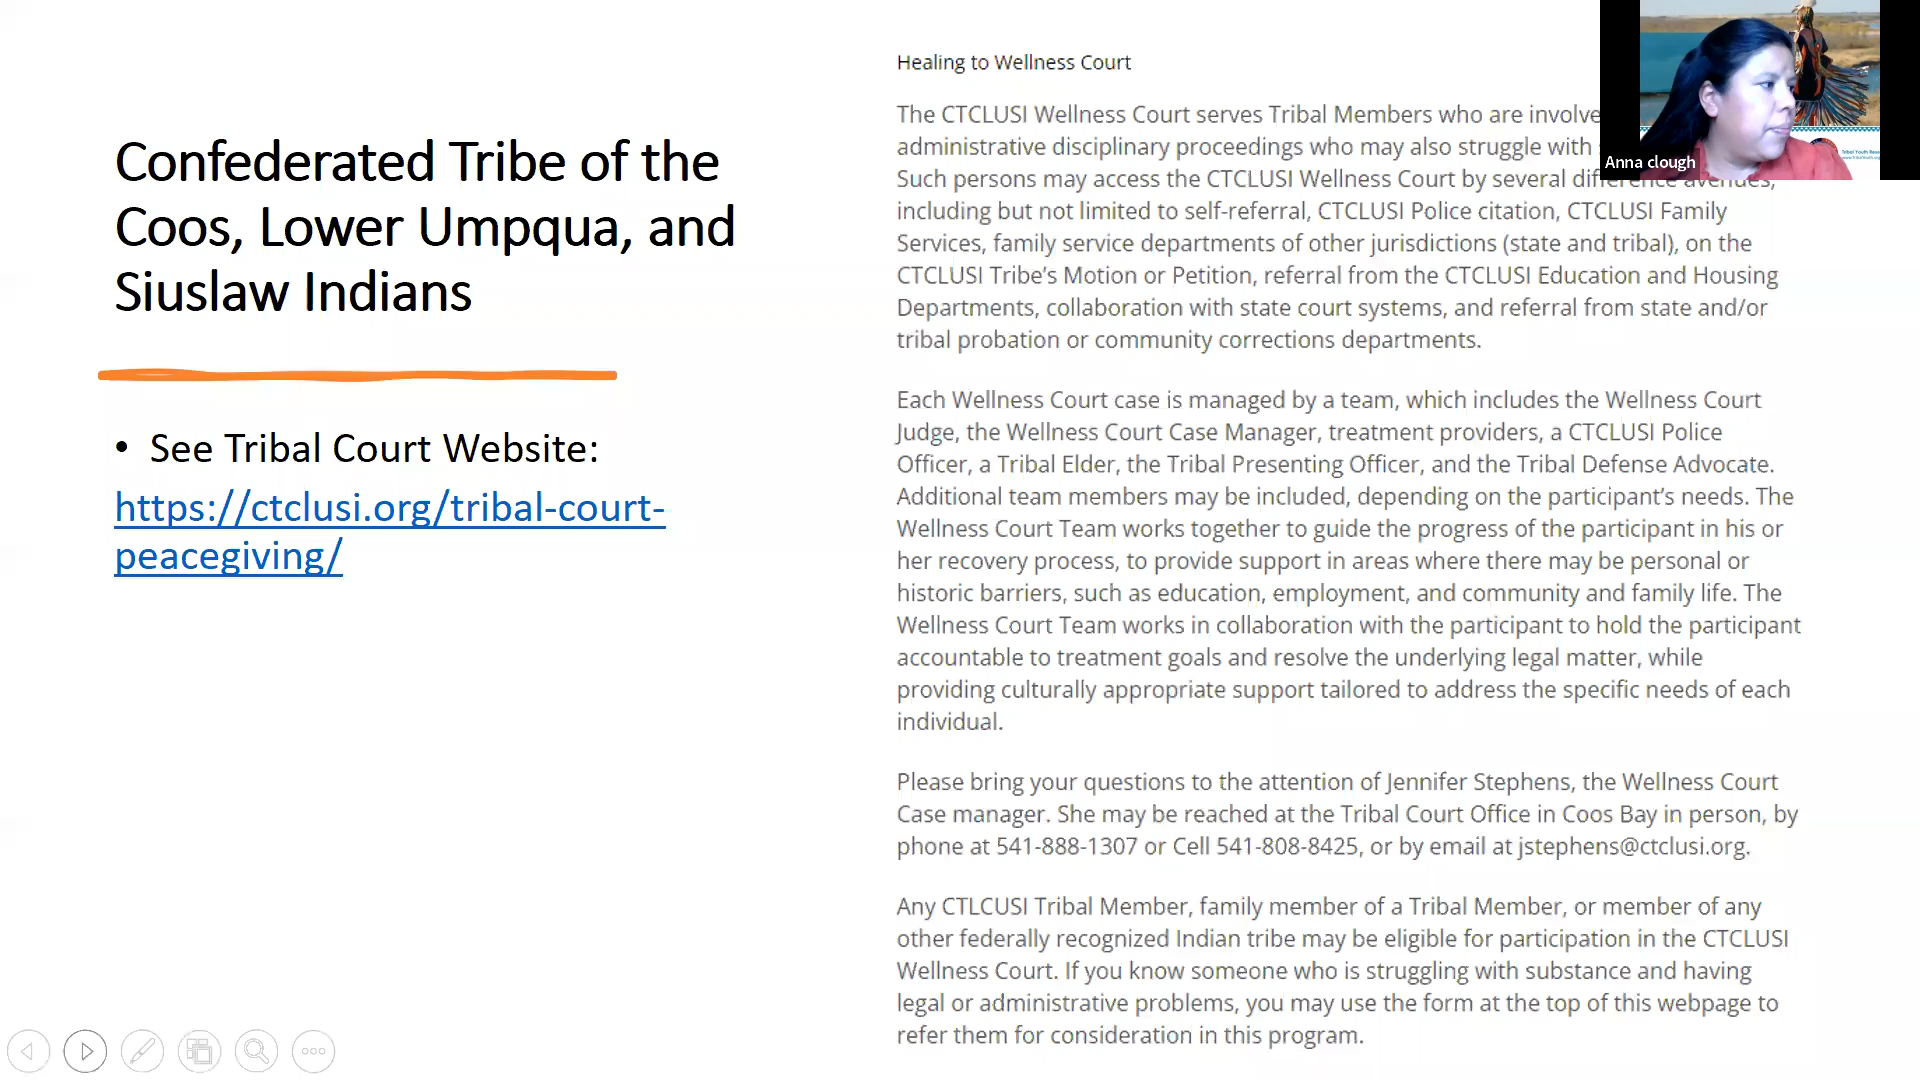 Confederated Tribe of the
Coos, Lower Umpqua, and
Siuslaw Indians
• See Tribal Court Website:
https://ctclusi.org/tribal-court-
peacegiving/
Healing to Wellness Court
The CTCLUSI Wellness Court serves Tribal Members who are involve
administrative disciplinary proceedings who may also struggle with
Such persons may access the CTCLUSI Wellness Court by several difference avenues,
including but not limited to self-referral, CTCLUSI Police citation, CTCLUSI Family
Services, family service departments of other jurisdictions (state and tribal), on the
CTCLUSI Tribe's Motion or Petition, referral from the CTCLUSI Education and Housing
Departments, collaboration with state court systems, and referral from state and/or
tribal probation or community corrections departments.
Each Wellness Court case is managed by a team, which includes the Wellness Court
Judge, the Wellness Court Case Manager, treatment providers, a CTCLUSI Police
Officer, a Tribal Elder, the Tribal Presenting Officer, and the Tribal Defense Advocate.
Additional team members may be included, depending on the participant's needs. The
Wellness Court Team works together to guide the progress of the participant in his or
her recovery process, to provide support in areas where there may be personal or
historic barriers, such as education, employment, and community and family life. The
Wellness Court Team works in collaboration with the participant to hold the participant
accountable to treatment goals and resolve the underlying legal matter, while
providing culturally appropriate support tailored to address the specific needs of each
individual.
Please bring your questions to the attention of Jennifer Stephens, the Wellness Court
Case manager. She may be reached at the Tribal Court Office in Coos Bay in person, by
phone at 541-888-1307 or Cell 541-808-8425, or by email at jstephens@ctclusi.org.
Any CTLCUSI Tribal Member, family member of a Tribal Member, or member of any
other federally recognized Indian tribe may be eligible for participation in the CTCLUSI
Wellness Court. If you know someone who is struggling with substance and having
legal or administrative problems, you may use the form at the top of this webpage to
refer them for consideration in this program.
Anna clough